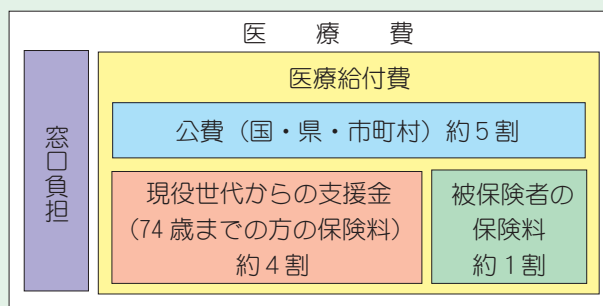 医療費
窓口負担
医療給付費
公費（国・県・市町村）約５割
現役世代からの支援金
（74 歳までの方の保険料）
約４割
被保険者の
保険料
約１割